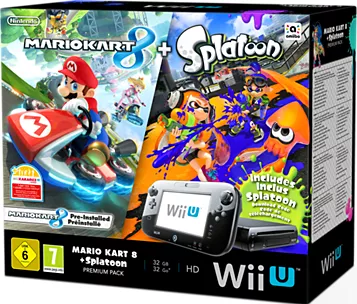 Nintendo
MARIOKART 8 + Splatoon
M
MARIOKART 8
Pre-Installed
Préinstallé
Includes
Inclus
Splatoon
Wii U
6
7
MARIO KART 8
+Splatoon
PREMIUM PACK
32 GB
32 Go
HD
Wii U
MARIO KART 8
+Splatoon